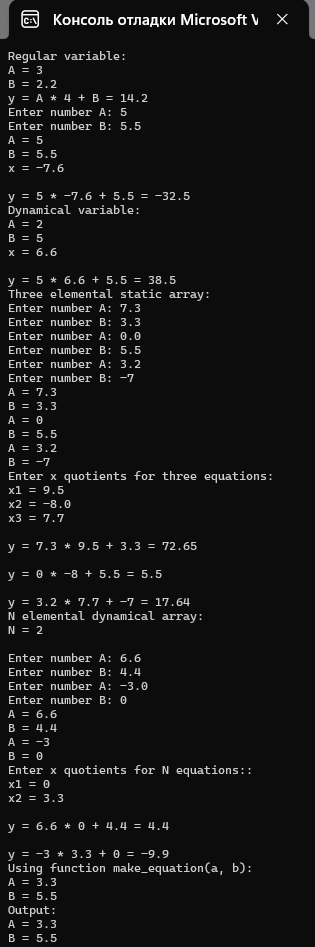 Консоль отладки Microsoft V
Regular variable:
A = 3
B = 2.2
y = A * 4 + B = 14.2
Enter number A: 5
Enter number B: 5.5
A = 5
B = 5.5
x = -7.6
y = 5 * -7.6 + 5.5 = -32.5
Dynamical variable:
A = 2
B = 5
x = 6.6
y = 5 * 6.6 + 5.5 = 38.5
Three elemental static array:
Enter number A: 7.3
Enter number B: 3.3
Enter number A: 0.0
Enter number B: 5.5
Enter number A: 3.2
Enter number B: -7
A = 7.3
B = 3.3
A = 0
B = 5.5
A = 3.2
B = -7
Enter x quotients for three equations:
x1 = 9.5
x2 = -8.0
x3 = 7.7
y = 7.3 * 9.5 + 3.3 = 72.65
y = 0 * -8 + 5.5 = 5.5
y = 3.2 * 7.7 + -7 = 17.64
N elemental dynamical array:
N = 2
Enter number A: 6.6
Enter number B: 4.4
Enter number A: -3.0
Enter number B: 0
A = 6.6
B = 4.4
A = -3
B = 0
Enter x quotients for N equations::
x1 = 0
x2 = 3.3
y = 6.6 * 0 + 4.4 = 4.4
y = -3 * 3.3 + 0 = -9.9
Using function make_equation(a, b):
A = 3.3
B = 5.5
Output:
A = 3.3
B = 5.5